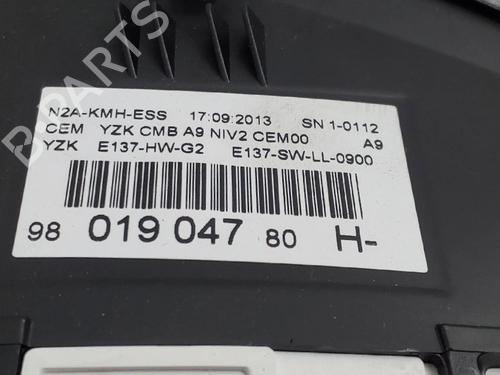 B-PARTS
N2A-KMH-ESS 17:09:2013 SN 1-0112
CEM YZK CMB A9 NIV2 CEM00 A9
YZK E137-HW-G2 E137-SW-LL-0900
98 019 047 80 H-